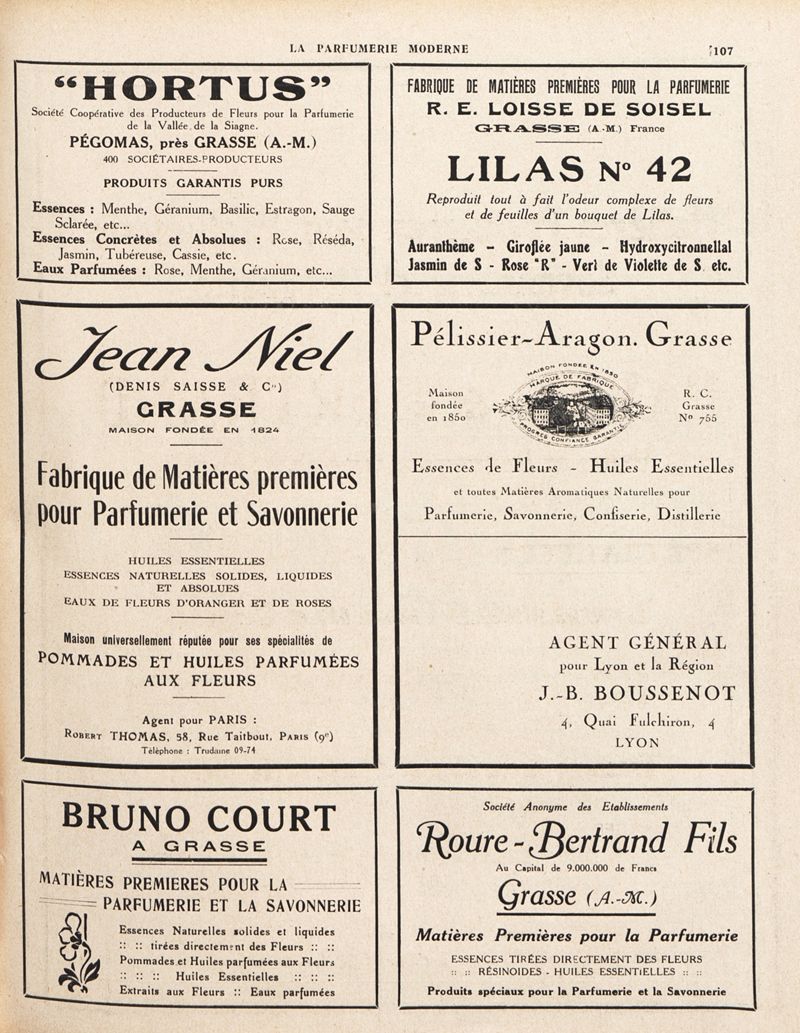 LA PARFUMERIE MODERNE
107
“HORTUS”
Société Coopérative des Producteurs de Fleurs pour la Parfumerie
de la Vallée de la Siagne.
PÉGOMAS, près GRASSE (A.-M.)
400 SOCIÉTAIRES-PRODUCTEURS
PRODUITS GARANTIS PURS
Essences : Menthe, Géranium, Basilic, Estragon, Sauge
Sclarée, etc...
Essences Concrètes et Absolues : Rose, Réséda,
Jasmin, Tubéreuse, Cassie, etc.
Eaux Parfumées : Rose, Menthe, Géranium, etc...
FABRIQUE DE MATIÈRES PREMIÈRES POUR LA PARFUMERIE
R. E. LOISSE DE SOISEL
GRASSE (A.-M.) France
LILAS No 42
Reproduit tout à fait l'odeur complexe de fleurs
et de feuilles d'un bouquet de Lilas.
Auranthème - Giroflée jaune - Hydroxycitronnellal
Jasmin de S - Rose "R" - Vert de Violette de S. etc.
Jean Niel
(DENIS SAISSE & Cie)
GRASSE
MAISON FONDÉE EN 1824
Fabrique de Matières premières
pour Parfumerie et Savonnerie
HUILES ESSENTIELLES
ESSENCES NATURELLES SOLIDES, LIQUIDES
ET ABSOLUES
EAUX DE FLEURS D'ORANGER ET DE ROSES
Maison universellement réputée pour ses spécialités de
POMMADES ET HUILES PARFUMÉES
AUX FLEURS
Agent pour PARIS :
ROBERT THOMAS, 58, Rue Taitbout, PARIS (9e)
Téléphone : Trudaine 09-74
Pélissier-Aragon. Grasse
MAISON FONDÉE EN 1850
MARQUE DE FABRIQUE
PROGRÈS CONFIANCE GARANTIE
Maison
fondée
en 1850
R. C.
Grasse
No 755
Essences de Fleurs - Huiles Essentielles
et toutes Matières Aromatiques Naturelles pour
Parfumerie, Savonnerie, Confiserie, Distillerie
AGENT GÉNÉRAL
pour Lyon et la Région
J.-B. BOUSSENOT
4, Quai Fulchiron, 4
LYON
BRUNO COURT
A GRASSE
MATIÈRES PREMIERES POUR LA
PARFUMERIE ET LA SAVONNERIE
Essences Naturelles solides et liquides
:: :: tirées directement des Fleurs :: ::
Pommades et Huiles parfumées aux Fleurs
:: :: :: Huiles Essentielles :: :: ::
Extraits aux Fleurs :: Eaux parfumées
Société Anonyme des Etablissements
Roure-Bertrand Fils
Au Capital de 9.000.000 de Francs
Grasse (A.-M.)
Matières Premières pour la Parfumerie
ESSENCES TIRÉES DIRECTEMENT DES FLEURS
:: :: RÉSINOIDES - HUILES ESSENTIELLES :: ::
Produits spéciaux pour la Parfumerie et la Savonnerie